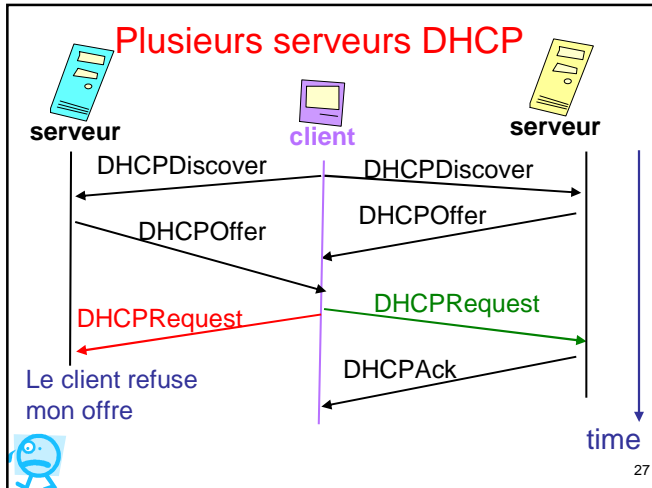 Plusieurs serveurs DHCP
serveur
client
serveur
DHCPDiscover
DHCPDiscover
DHCPOffer
DHCPOffer
DHCPRequest
DHCPRequest
DHCPAck
Le client refuse
mon offre
time
27